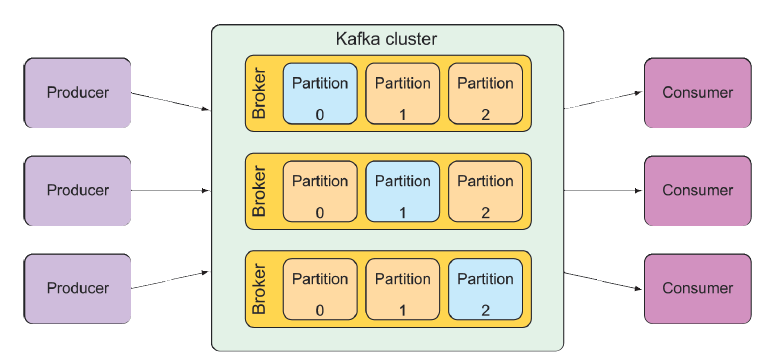 Kafka cluster
Producer
Broker
Partition
0
Partition
1
Partition
2
Consumer
Producer
Broker
Partition
0
Partition
1
Partition
2
Consumer
Producer
Broker
Partition
0
Partition
1
Partition
2
Consumer